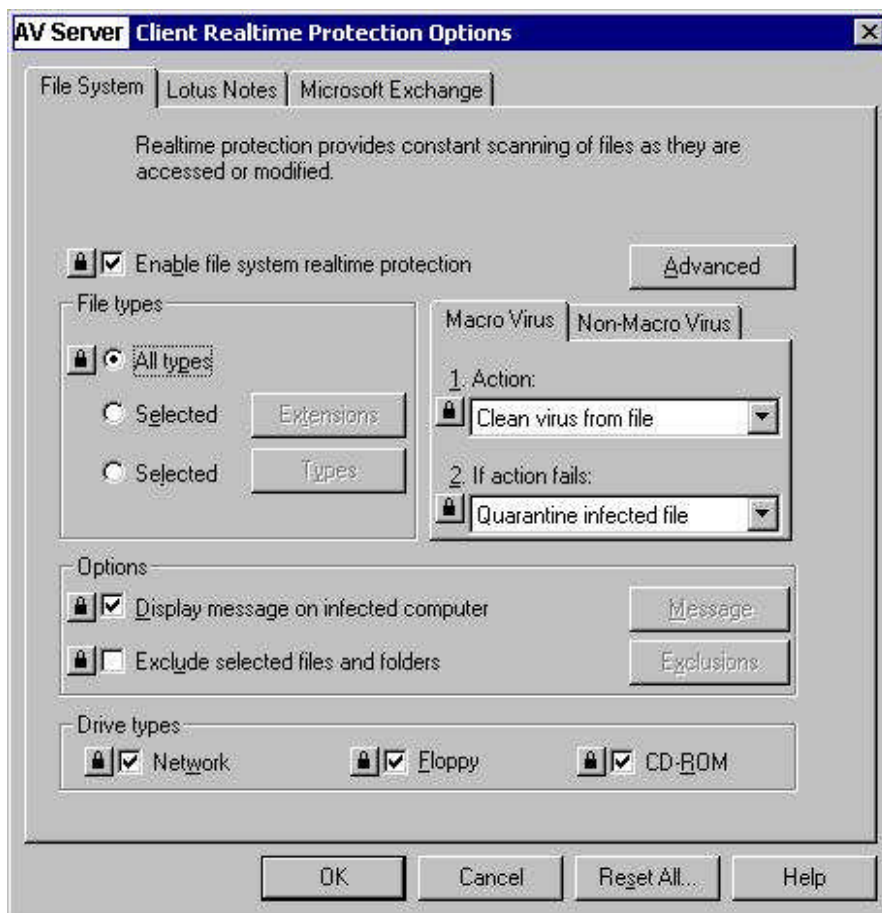 AV Server Client Realtime Protection Options
File System Lotus Notes Microsoft Exchange
Realtime protection provides constant scanning of files as they are
accessed or modified.
Enable file system realtime protection
Advanced
File types
All types
Selected Extensions
Selected Types
Macro Virus Non-Macro Virus
1. Action:
Clean virus from file
2. If action fails:
Quarantine infected file
Options
Display message on infected computer Message
Exclude selected files and folders Exclusions
Drive types
Network Floppy CD-ROM
OK Cancel Reset All... Help